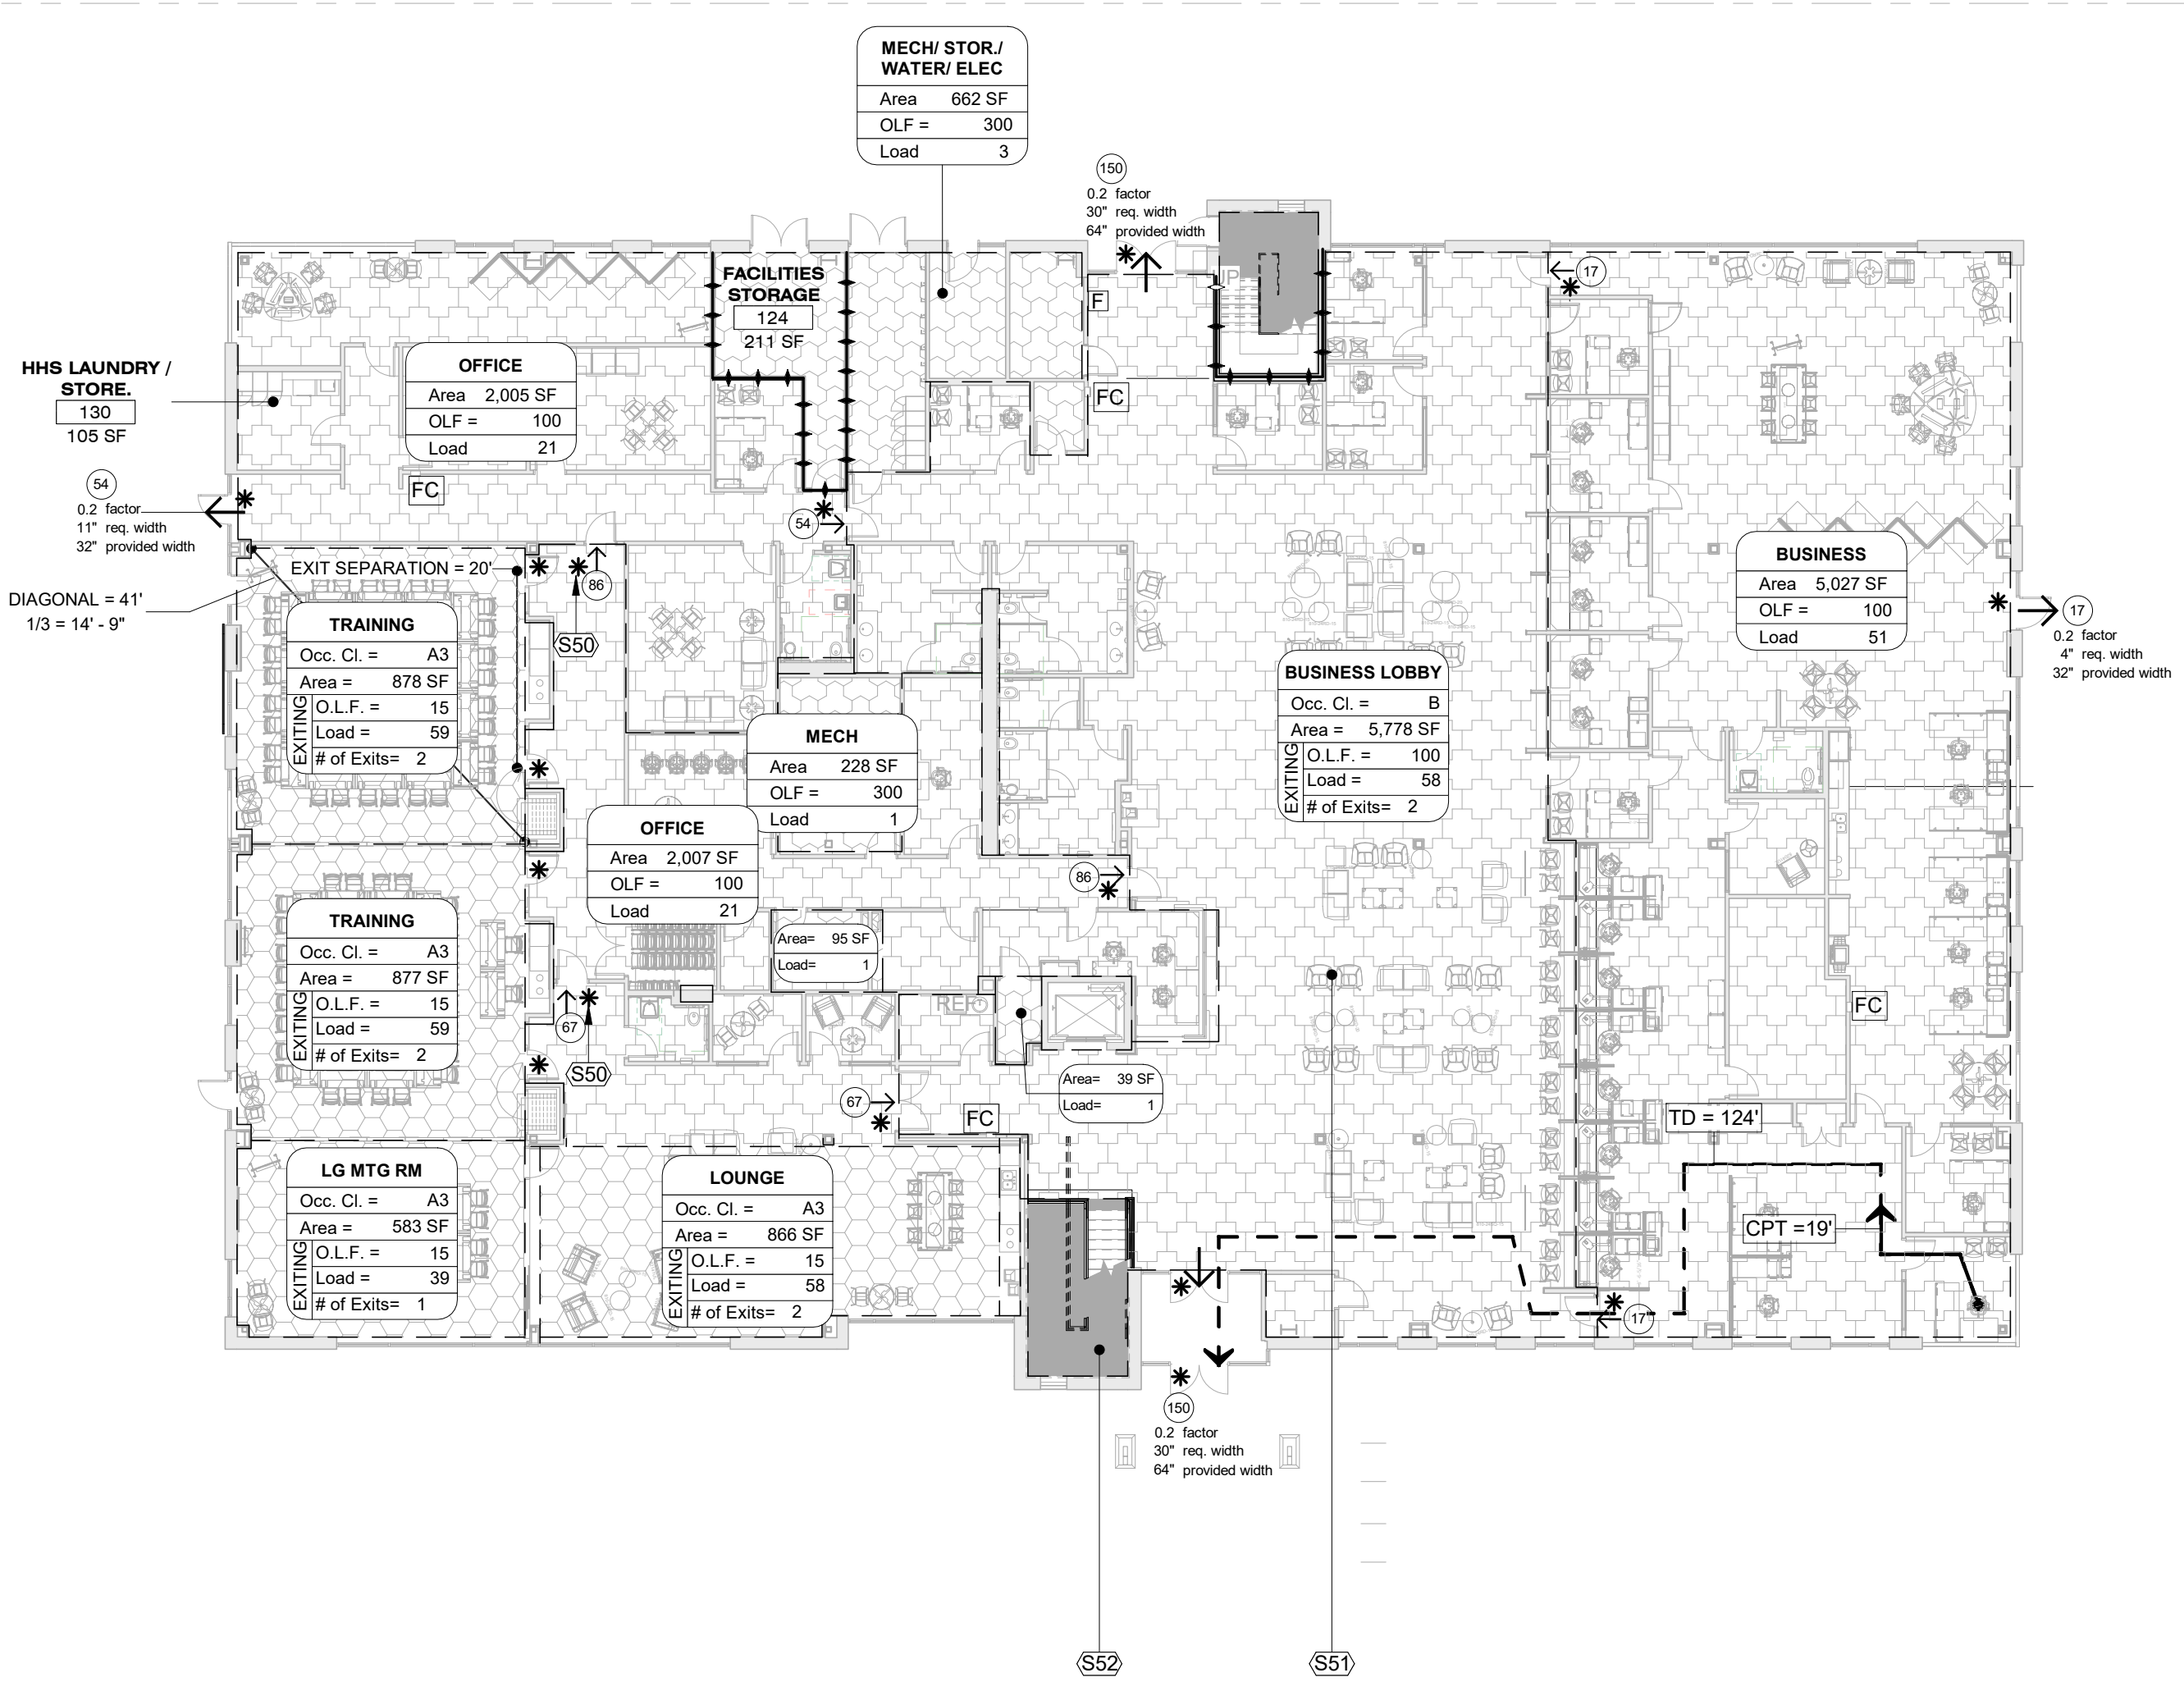 MECH/ STOR./
WATER/ ELEC
Area 662 SF
OLF = 300
Load 3
150
0.2 factor
30" req. width
64" provided width
FACILITIES
STORAGE
124
211 SF
F
17
HHS LAUNDRY /
STORE.
130
105 SF
OFFICE
Area 2,005 SF
OLF = 100
Load 21
FC
FC
54
0.2 factor
11" req. width
32" provided width
54
EXIT SEPARATION = 20'
86
DIAGONAL = 41'
1/3 = 14' - 9"
S50
TRAINING
Occ. Cl. = A3
Area = 878 SF
EXITING
O.L.F. = 15
Load = 59
# of Exits= 2
BUSINESS
Area 5,027 SF
OLF = 100
Load 51
17
0.2 factor
4" req. width
32" provided width
BUSINESS LOBBY
Occ. Cl. = B
Area = 5,778 SF
EXITING
O.L.F. = 100
Load = 58
# of Exits= 2
MECH
Area 228 SF
OLF = 300
Load 1
OFFICE
Area 2,007 SF
OLF = 100
Load 21
86
TRAINING
Occ. Cl. = A3
Area = 877 SF
EXITING
O.L.F. = 15
Load = 59
# of Exits= 2
Area= 95 SF
Load= 1
REF
67
S50
FC
Area= 39 SF
Load= 1
67
FC
TD = 124'
LG MTG RM
Occ. Cl. = A3
Area = 583 SF
EXITING
O.L.F. = 15
Load = 39
# of Exits= 1
LOUNGE
Occ. Cl. = A3
Area = 866 SF
EXITING
O.L.F. = 15
Load = 58
# of Exits= 2
CPT =19'
17
150
0.2 factor
30" req. width
64" provided width
S52
S51